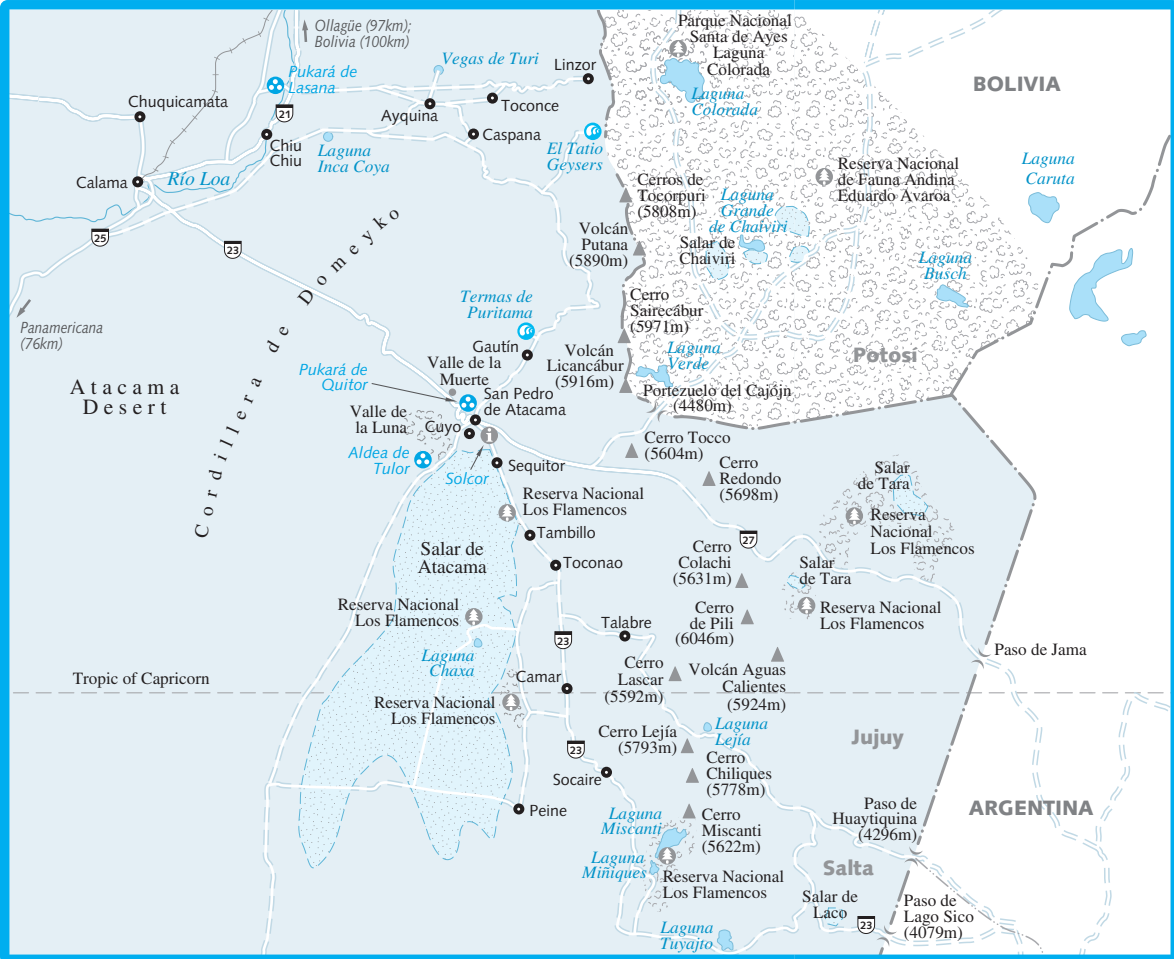 Ollagüe (97km);
Bolivia (100km)
Parque Nacional
Santa de Ayes
Laguna
Colorada
BOLIVIA
Vegas de Turi
Linzor
Pukará de
Lasana
Laguna
Colorada
Chuquicamata
21
Ayquina
Toconce
Chiu
Chiu
Caspana
Laguna
Inca Coya
El Tatio
Geysers
Laguna
Caruta
Reserva Nacional
de Fauna Andina
Eduardo Avaroa
Calama
Río Loa
Cerros de
Tocorpuri
(5808m)
Laguna
Grande
de Chalviri
25
23
Volcán
Putana
(5890m)
Salar de
Chalviri
Laguna
Busch
Cordillera de Domeyko
Termas de
Puritama
Cerro
Sairecábur
(5971m)
Panamericana
(76km)
Gautín
Volcán
Licancábur
(5916m)
Laguna
Verde
Potosí
Valle de la
Muerte
Pukará de
Quitor
Atacama
Desert
San Pedro
de Atacama
Portezuelo del Cajójn
(4480m)
Valle de
la Luna
Cuyo
Cerro Tocco
(5604m)
Aldea de
Tulor
Solcor
Sequitor
Cerro
Redondo
(5698m)
Salar
de Tara
Reserva Nacional
Los Flamencos
Reserva
Nacional
Los Flamencos
Tambillo
27
Salar de
Atacama
Toconao
Cerro
Colachi
(5631m)
Salar
de Tara
Reserva Nacional
Los Flamencos
Cerro
de Pili
(6046m)
Reserva Nacional
Los Flamencos
Talabre
23
Laguna
Chaxa
Paso de Jama
Cerro
Lascar
(5592m)
Volcán Aguas
Calientes
(5924m)
Tropic of Capricorn
Camar
Reserva Nacional
Los Flamencos
Laguna
Lejía
Cerro Lejía
(5793m)
Jujuy
23
Cerro
Chiliques
(5778m)
Socaire
Peine
Paso de
Huaytiquina
(4296m)
ARGENTINA
Laguna
Miscanti
Cerro
Miscanti
(5622m)
Laguna
Miñiques
Reserva Nacional
Los Flamencos
Salta
Salar de
Laco
23
Paso de
Lago Sico
(4079m)
Laguna
Tuyajto